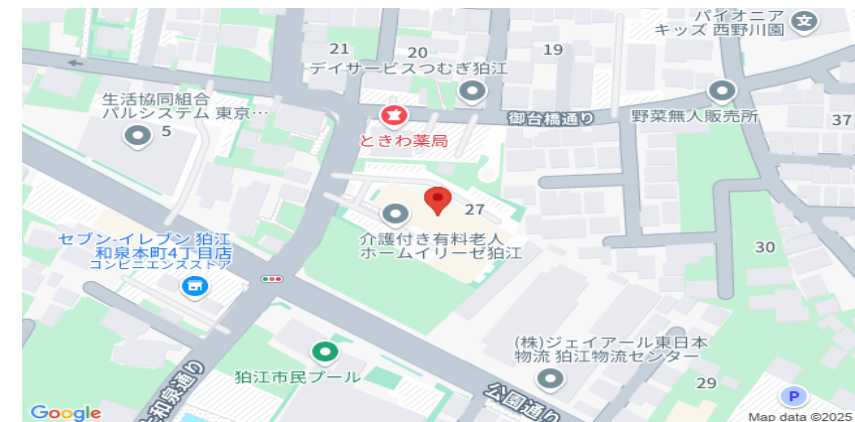 パイオニア
キッズ 西野川園
21
20
19
デイサービスつむぎ狛江
生活協同組合
パルシステム 東京…
5
ときわ薬局
御台橋通り
野菜無人販売所
37
27
介護付き有料老人
ホームイリーゼ狛江
セブン-イレブン 狛江
和泉本町4丁目店
コンビニエンスストア
30
(株)ジェイアール東日本
物流 狛江物流センター
狛江市民プール
和泉通り
公園通り
29
P
Google
Map data ©2025